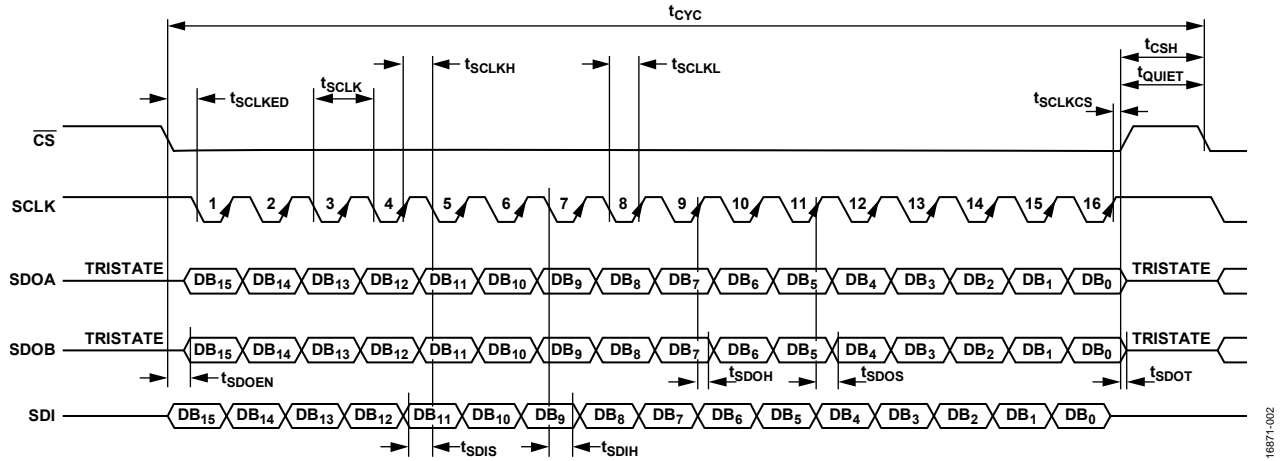 tCYC
tCSH
tSCLKH tSCLKL
tSCLK tQUIET
tSCLKED tSCLKCS
CS
SCLK 1 2 3 4 5 6 7 8 9 10 11 12 13 14 15 16
TRISTATE TRISTATE
SDOA DB15 DB14 DB13 DB12 DB11 DB10 DB9 DB8 DB7 DB6 DB5 DB4 DB3 DB2 DB1 DB0
TRISTATE TRISTATE
SDOB DB15 DB14 DB13 DB12 DB11 DB10 DB9 DB8 DB7 DB6 DB5 DB4 DB3 DB2 DB1 DB0
tSDOEN tSDOH tSDOS tSDOT
SDI DB15 DB14 DB13 DB12 DB11 DB10 DB9 DB8 DB7 DB6 DB5 DB4 DB3 DB2 DB1 DB0
tSDIS tSDIH
16871-002